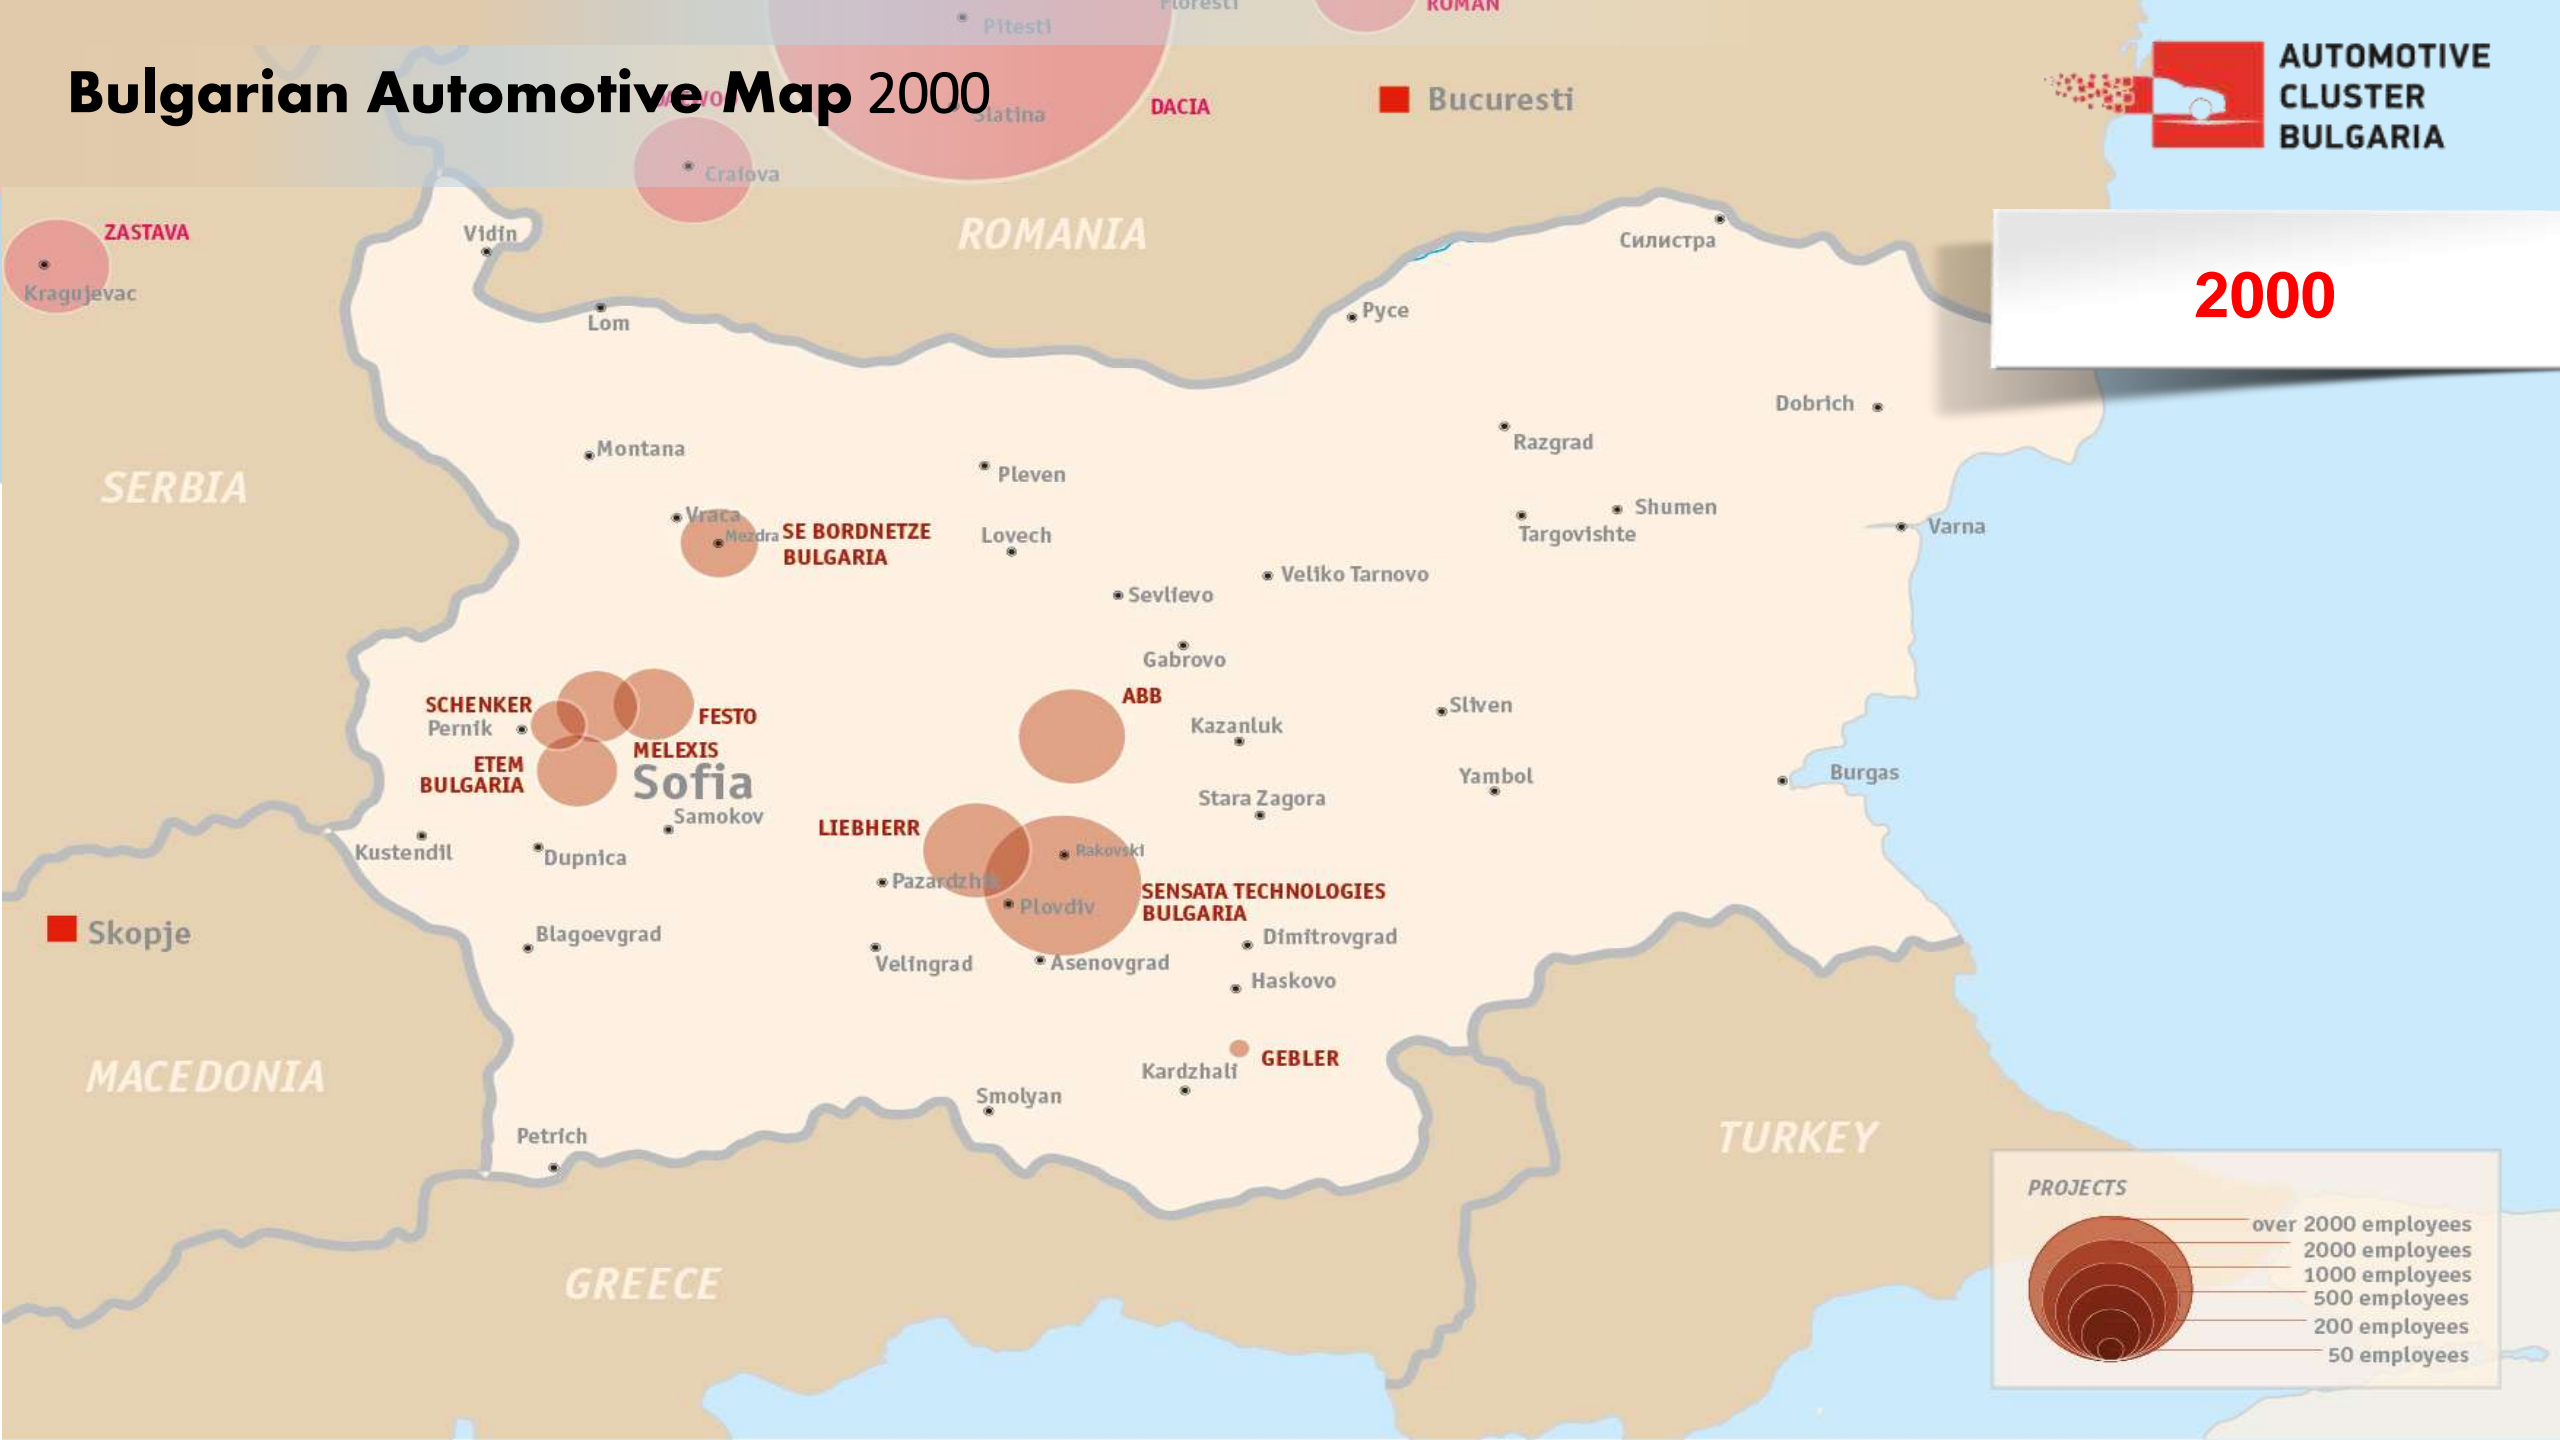 Floresti
ROMAN
Pitesti
Bulgarian Automotive Map 2000
Slatina
DACIA
Bucuresti
AUTOMOTIVE
CLUSTER
BULGARIA
Craiova
ZASTAVA
Kragujevac
Vidin
ROMANIA
Силистра
2000
Lom
Pyce
Dobrich
Montana
Razgrad
Pleven
SERBIA
Vraca
Mezdra
SE BORDNETZE
BULGARIA
Lovech
Shumen
Targovishte
Varna
Veliko Tarnovo
Sevlievo
Gabrovo
SCHENKER
Pernik
FESTO
ABB
Kazanluk
Sliven
MELEXIS
ETEM
BULGARIA
Sofia
Samokov
Yambol
Burgas
Stara Zagora
LIEBHERR
Kustendil
Dupnica
Rakovski
Pazardzhik
Plovdiv
SENSATA TECHNOLOGIES
BULGARIA
Skopje
Blagoevgrad
Dimitrovgrad
Velingrad
Asenovgrad
Haskovo
MACEDONIA
GEBLER
Kardzhali
Smolyan
Petrich
TURKEY
GREECE
PROJECTS
over 2000 employees
2000 employees
1000 employees
500 employees
200 employees
50 employees